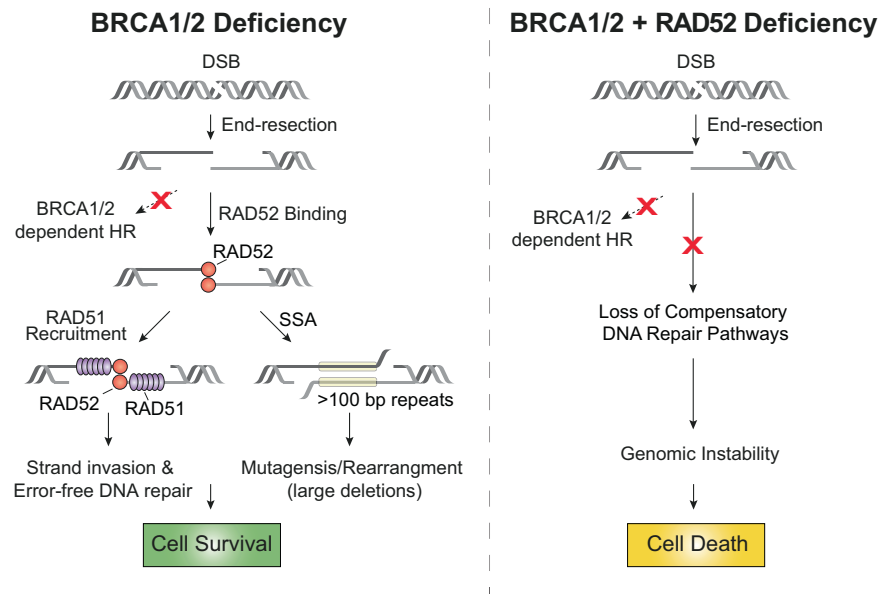 BRCA1/2 Deficiency
DSB
End-resection
BRCA1/2
dependent HR
RAD52 Binding
RAD52
RAD51
Recruitment
SSA
RAD52
RAD51
>100 bp repeats
Strand invasion &
Error-free DNA repair
Mutagensis/Rearrangment
(large deletions)
Cell Survival
BRCA1/2 + RAD52 Deficiency
DSB
End-resection
BRCA1/2
dependent HR
Loss of Compensatory
DNA Repair Pathways
Genomic Instability
Cell Death